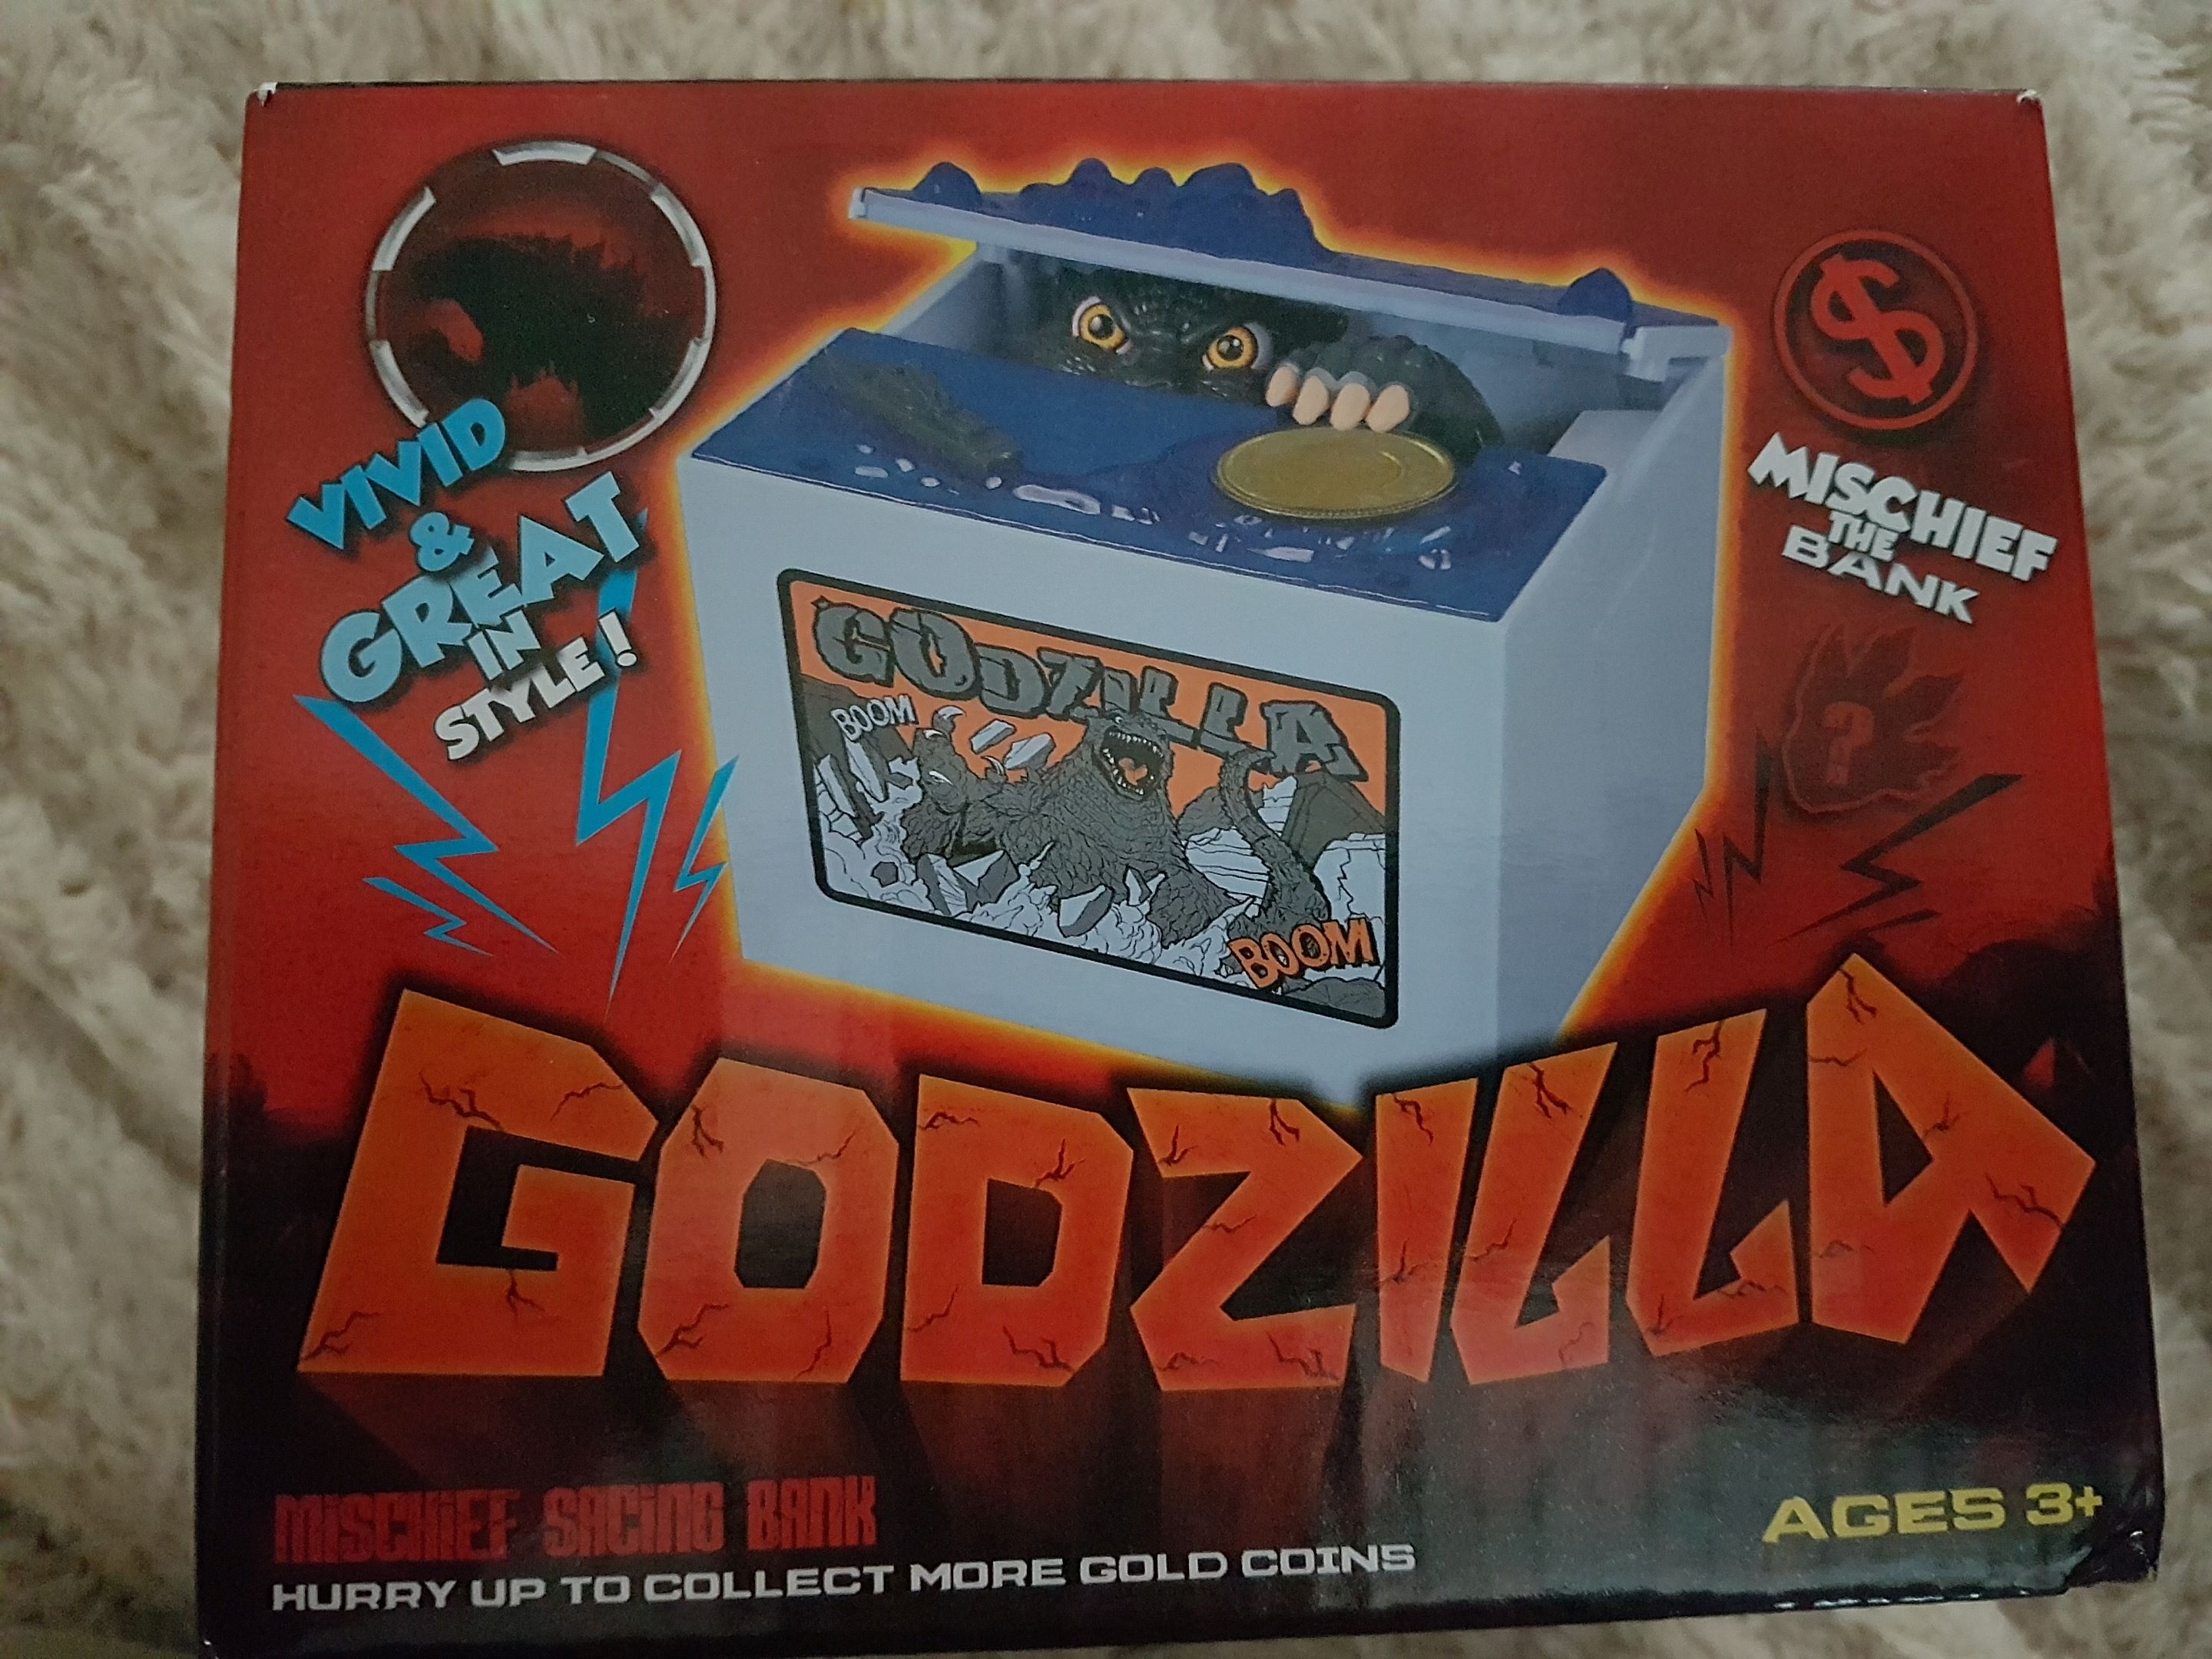 VIVID
&
GREAT
IN
STYLE!
$
MISCHIEF
THE
BANK
?
GODZILLA
BOOM
BOOM
GODZILLA
MISCHIEF SACING BANK
HURRY UP TO COLLECT MORE GOLD COINS
AGES 3+